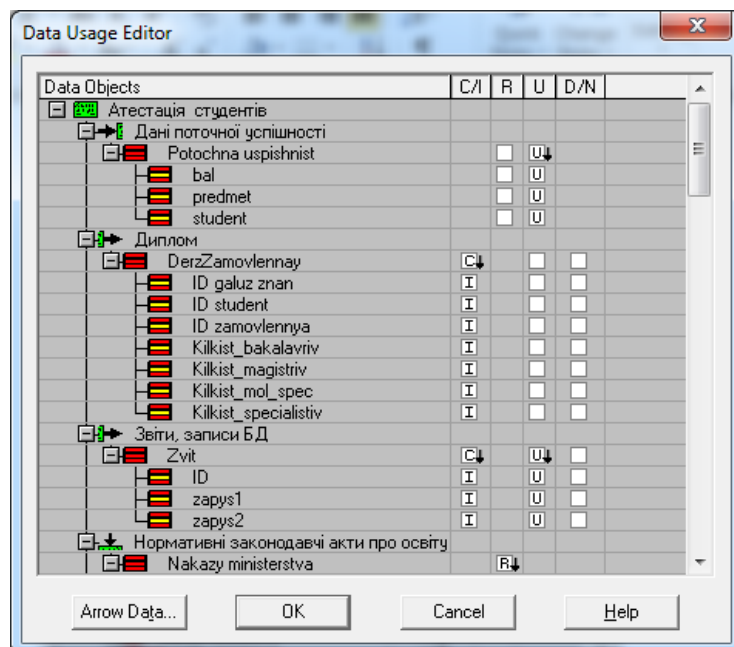 Data Usage Editor
Data Objects C/I R U D/N
Атестація студентів
Дані поточної успішності
Potochna uspishnist U
bal U
predmet U
student U
Диплом
DerzZamovlennay C
ID galuz znan I
ID student I
ID zamovlennya I
Kilkist_bakalavriv I
Kilkist_magistriv I
Kilkist_mol_spec I
Kilkist_specialistiv I
Звіти, записи БД
Zvit C U
ID I U
zapys1 I U
zapys2 I U
Нормативні законодавчі акти про освіту
Nakazy ministerstva R
Arrow Data... OK Cancel Help